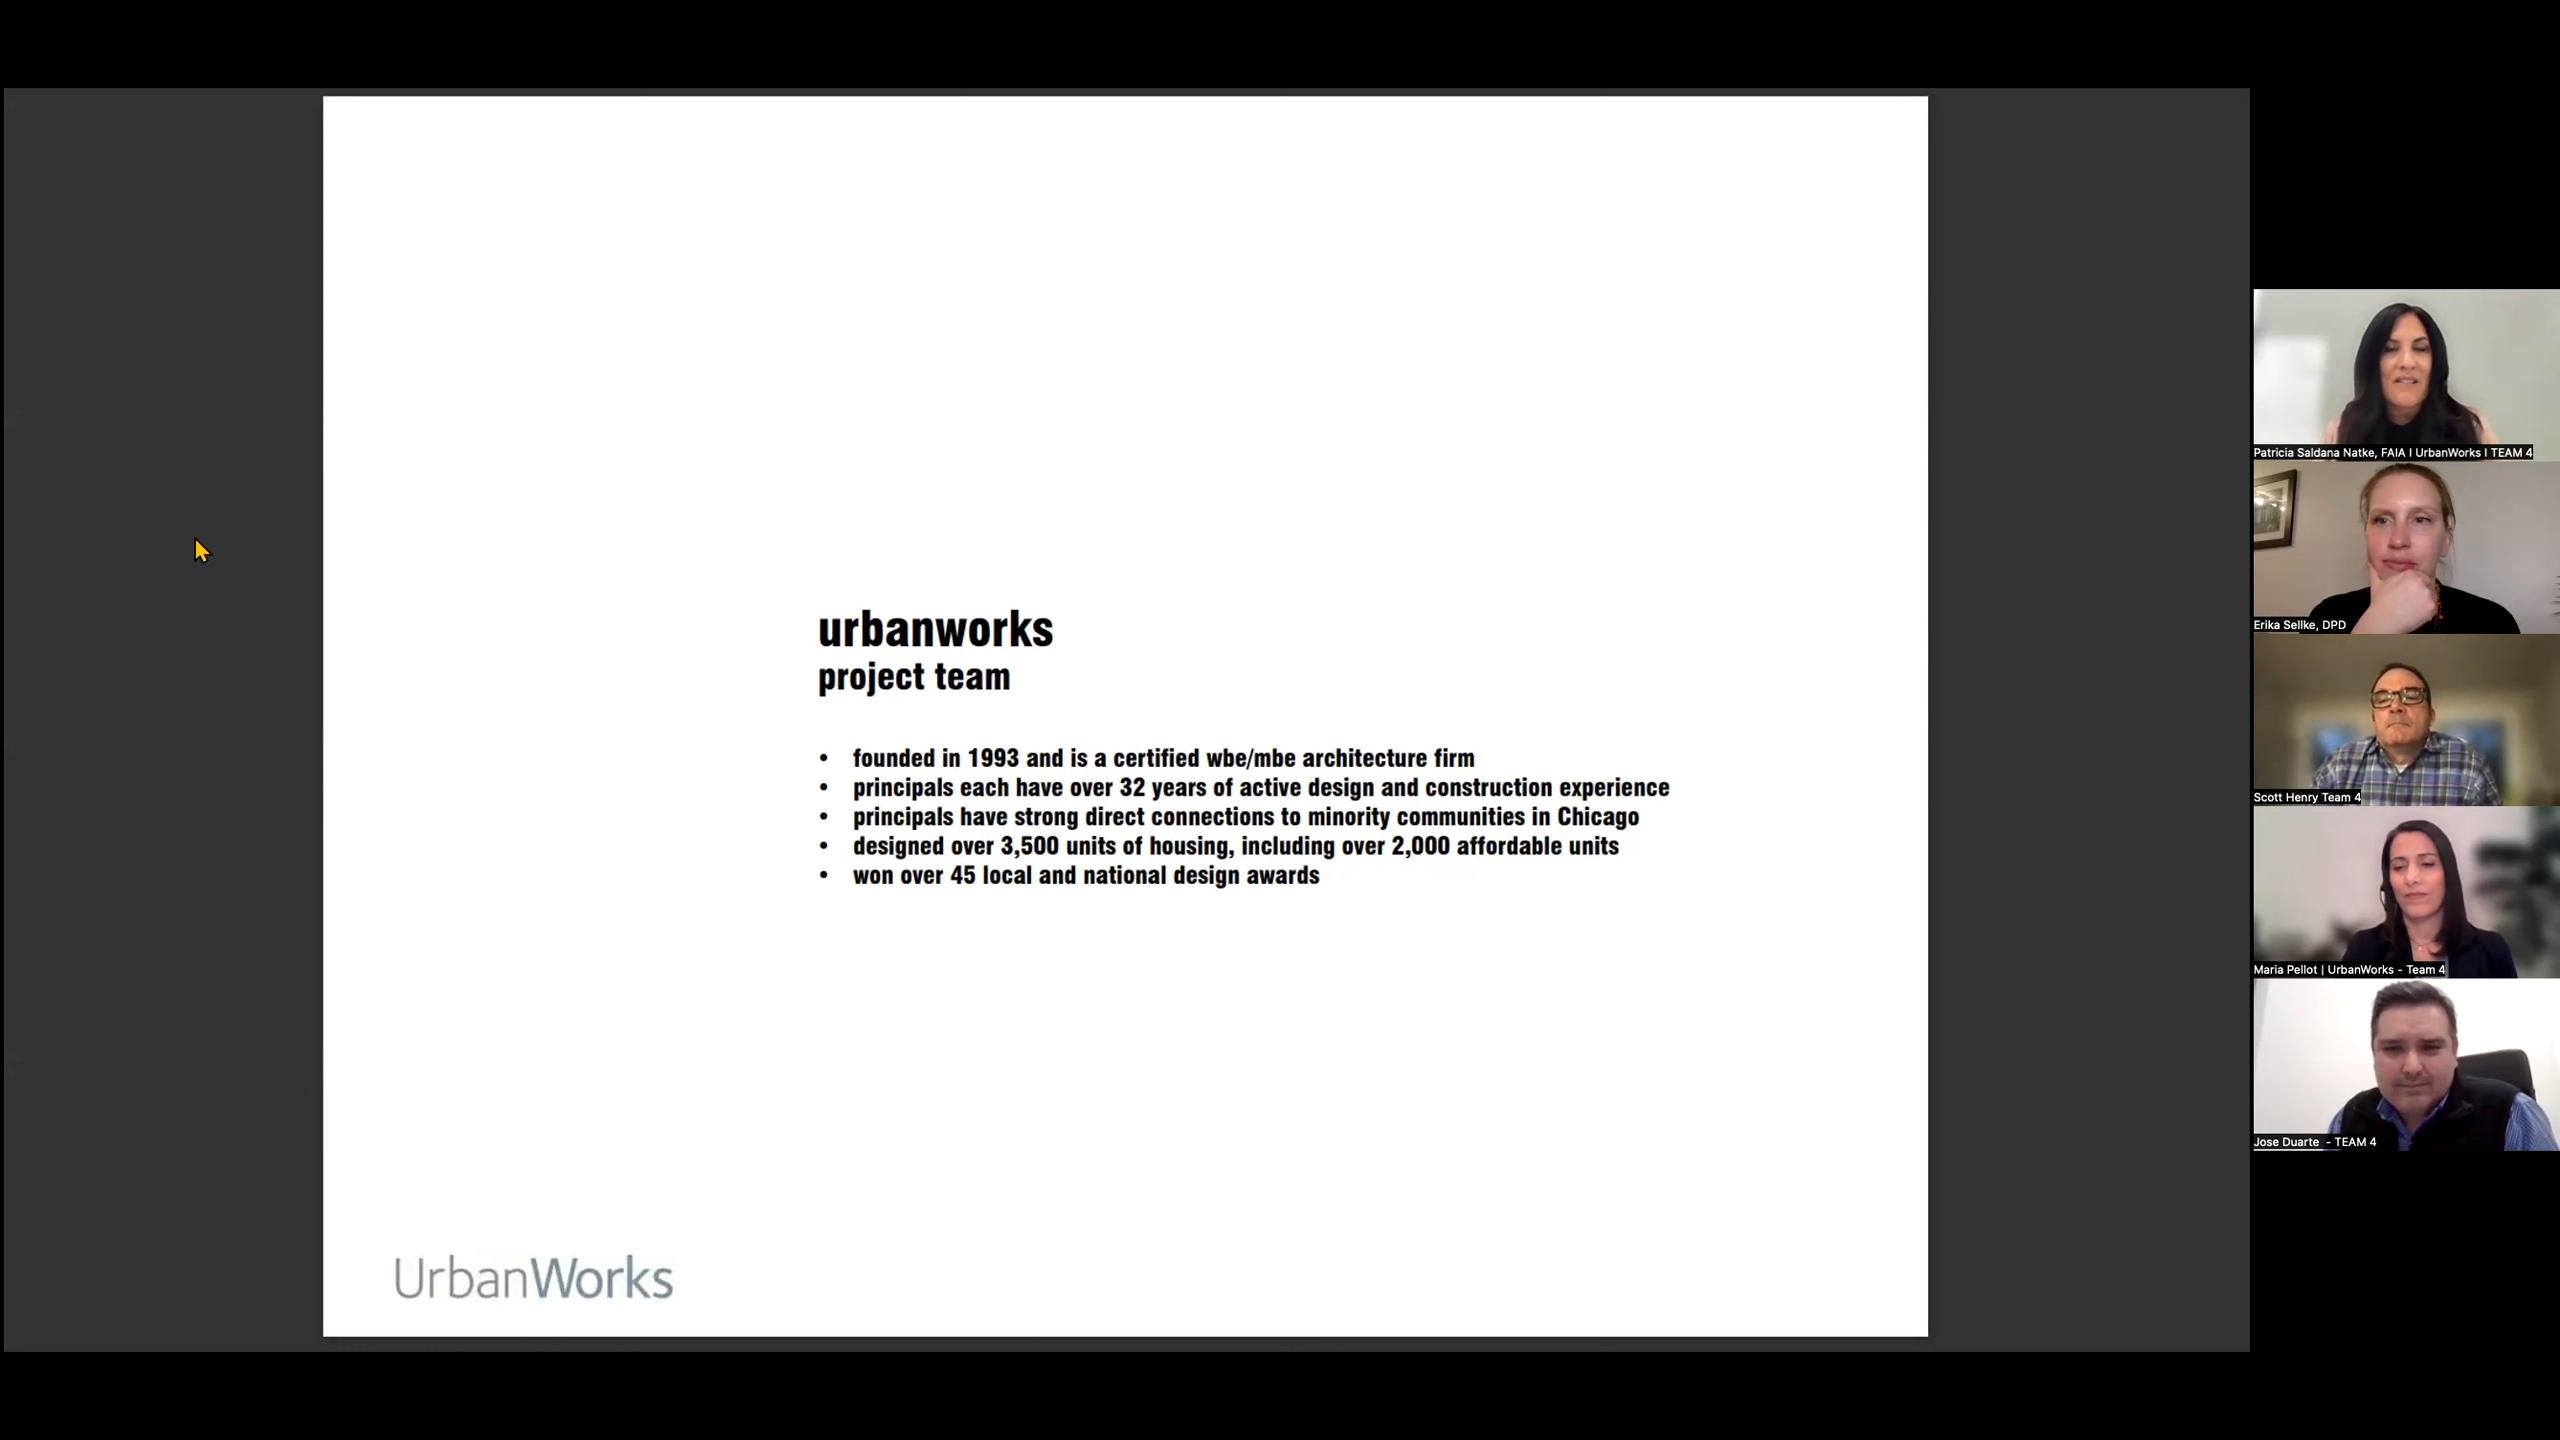 urbanworks
project team
• founded in 1993 and is a certified wbe/mbe architecture firm
• principals each have over 32 years of active design and construction experience
• principals have strong direct connections to minority communities in Chicago
• designed over 3,500 units of housing, including over 2,000 affordable units
• won over 45 local and national design awards
UrbanWorks
Patricia Saldana Natke, FAIA I UrbanWorks I TEAM 4
Erika Sellke, DPD
Scott Henry Team 4
Maria Pellot | UrbanWorks - Team 4
Jose Duarte - TEAM 4